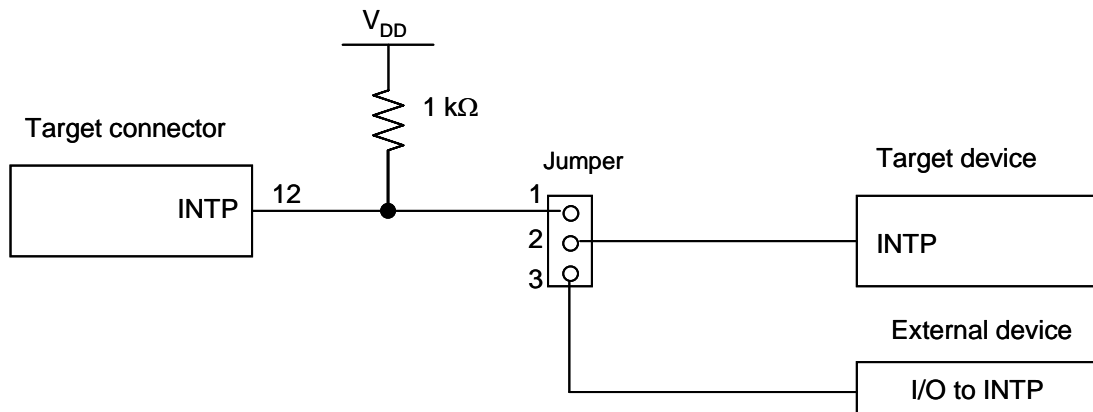 VDD
1 kΩ
Target connector
INTP
12
Jumper
1
2
3
Target device
INTP
External device
I/O to INTP